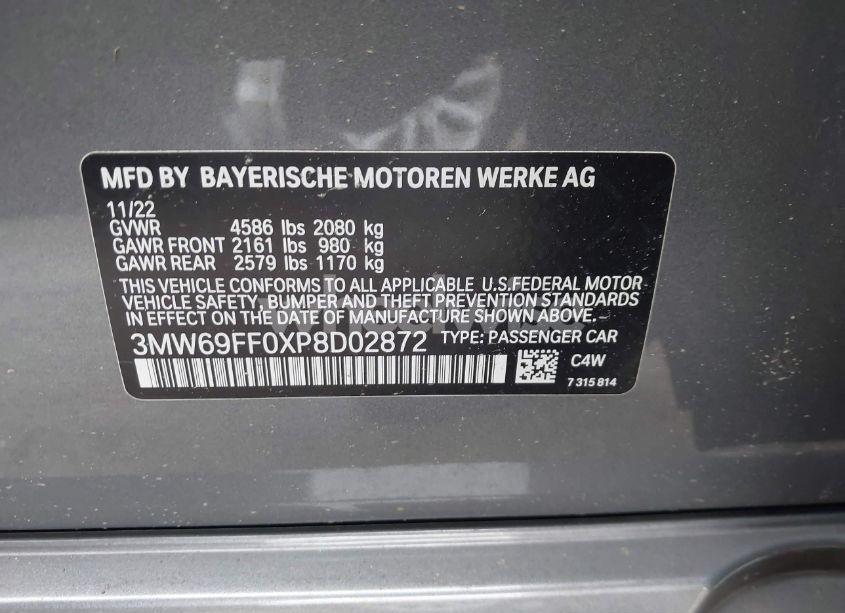 MFD BY BAYERISCHE MOTOREN WERKE AG
11/22
GVWR 4586 lbs 2080 kg
GAWR FRONT 2161 lbs 980 kg
GAWR REAR 2579 lbs 1170 kg
THIS VEHICLE CONFORMS TO ALL APPLICABLE U.S.FEDERAL MOTOR
VEHICLE SAFETY, BUMPER AND THEFT PREVENTION STANDARDS
IN EFFECT ON THE DATE OF MANUFACTURE SHOWN ABOVE.
3MW69FF0XP8D02872 TYPE: PASSENGER CAR
C4W
7 315 814